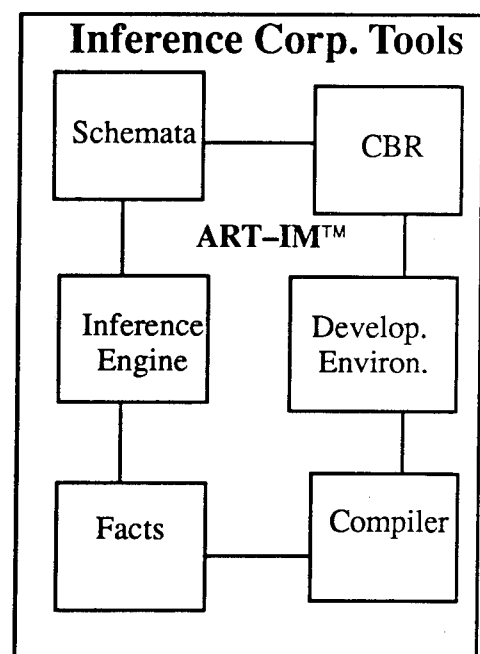 Inference Corp. Tools
Schemata
CBR
ART–IM™
Inference
Engine
Develop.
Environ.
Facts
Compiler